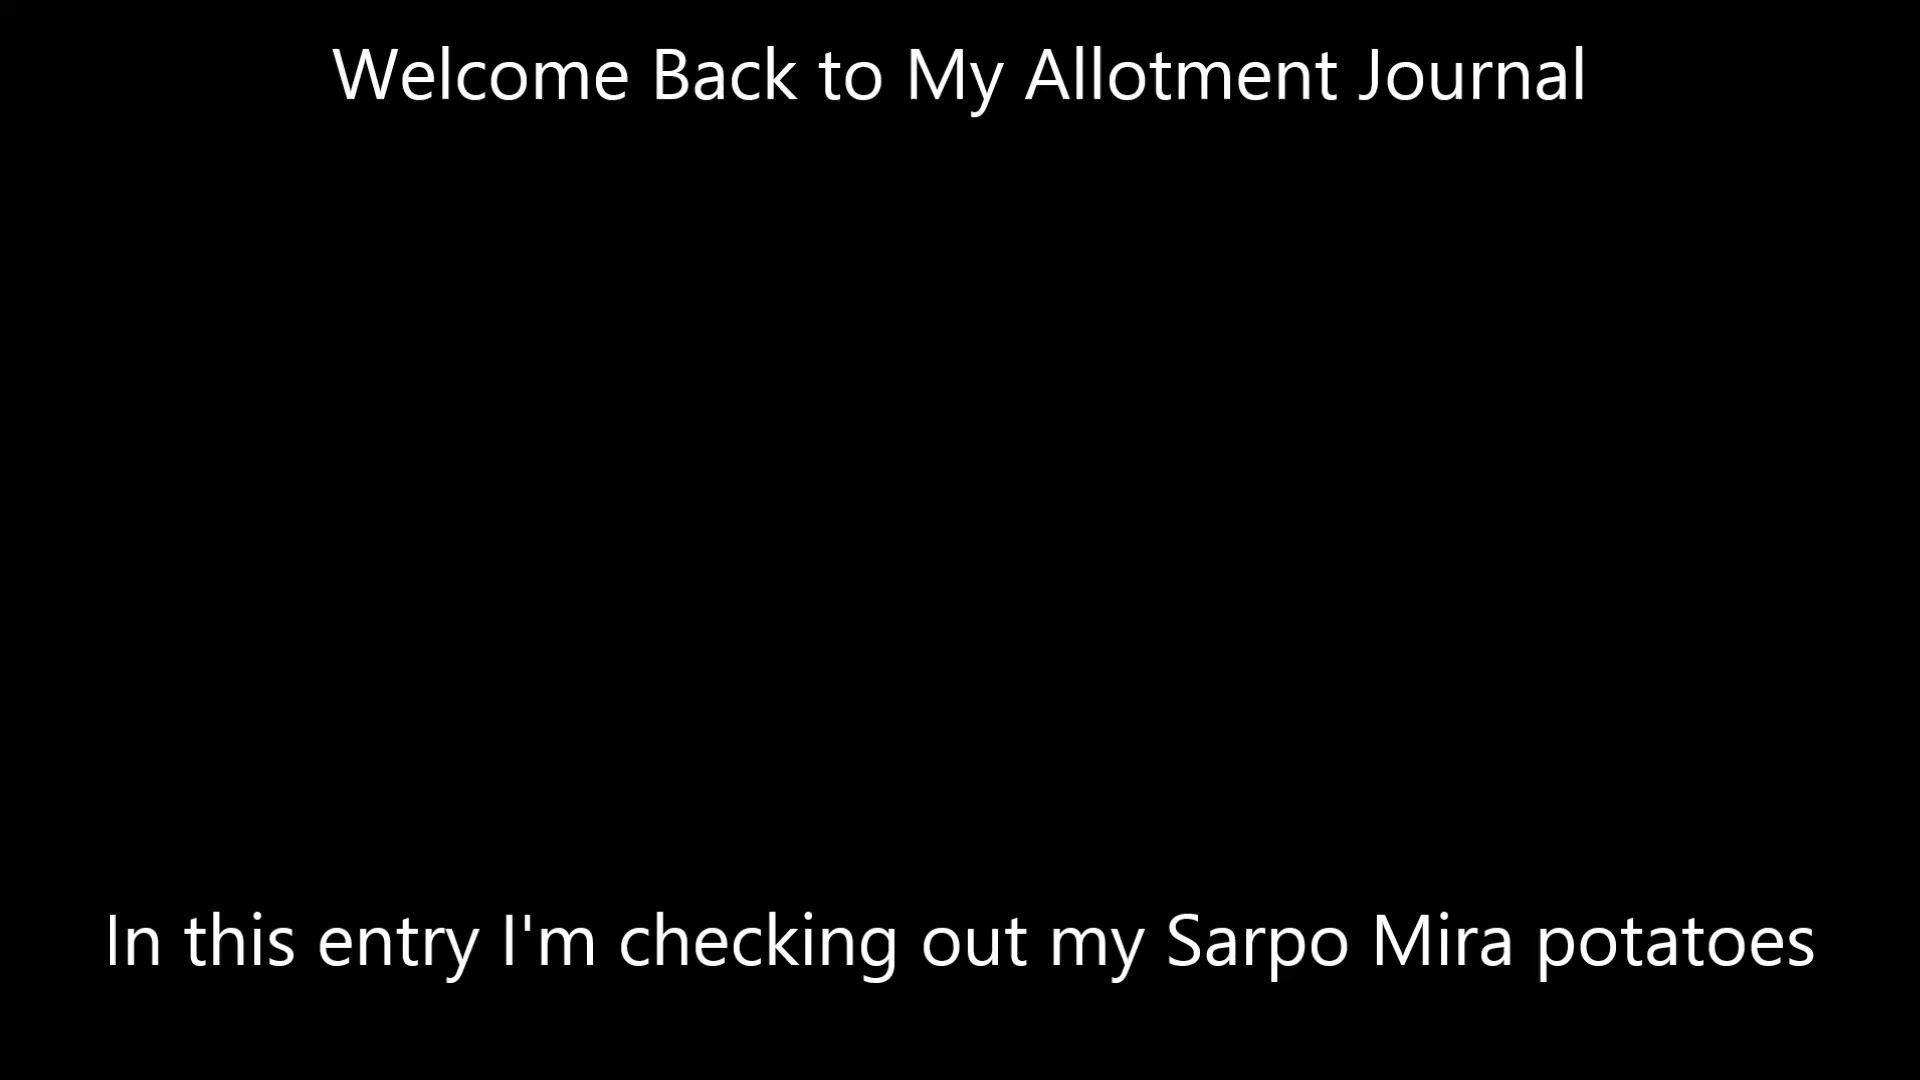 Welcome Back to My Allotment Journal
In this entry I'm checking out my Sarpo Mira potatoes